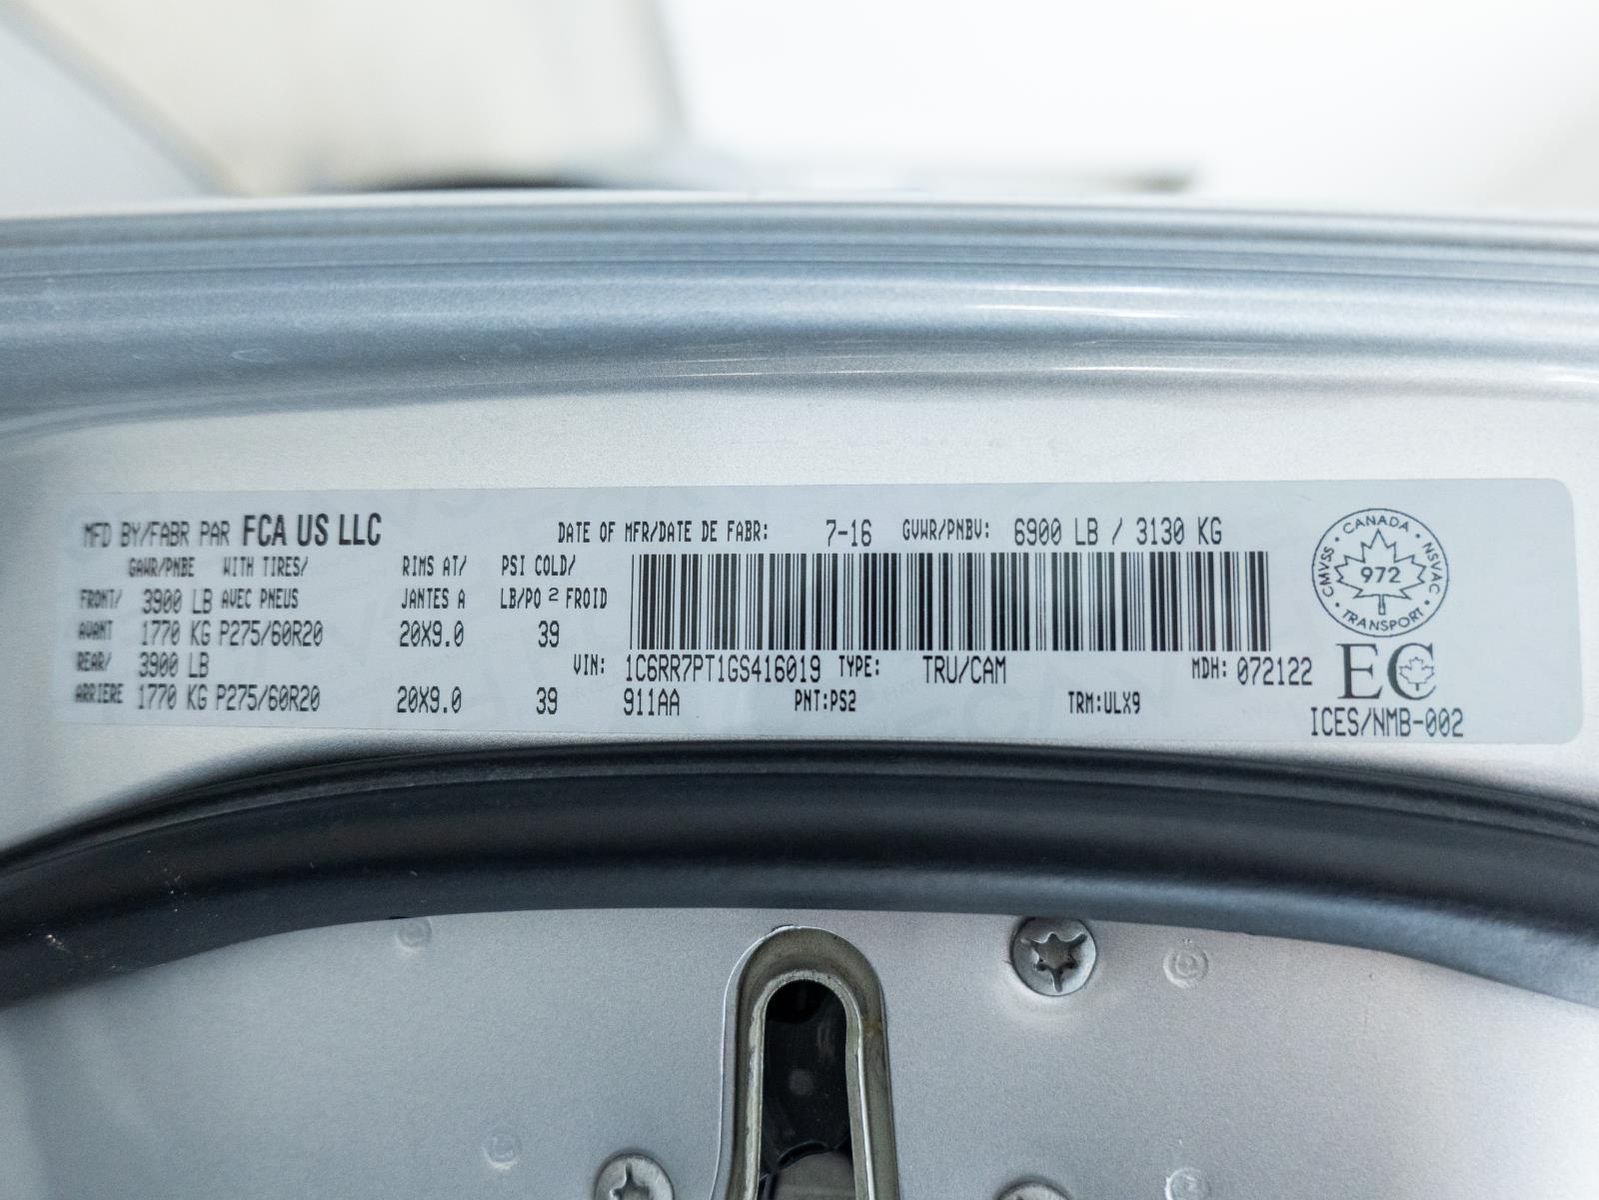 MFD BY/FABR PAR FCA US LLC DATE OF MFR/DATE DE FABR: 7-16 GVWR/PNBV: 6900 LB / 3130 KG
GAWR/PNBE WITH TIRES/ RIMS AT/ PSI COLD/
FRONT/ 3900 LB AVEC PNEUS JANTES A LB/PO 2 FROID
AVANT 1770 KG P275/60R20 20X9.0 39
REAR/ 3900 LB VIN: 1C6RR7PT1GS416019 TYPE: TRU/CAM MDH: 072122
ARRIERE 1770 KG P275/60R20 20X9.0 39 911AA PNT:PS2 TRM:ULX9
CANADA
CMVSS · NSVAC
972
TRANSPORT
EC
ICES/NMB-002